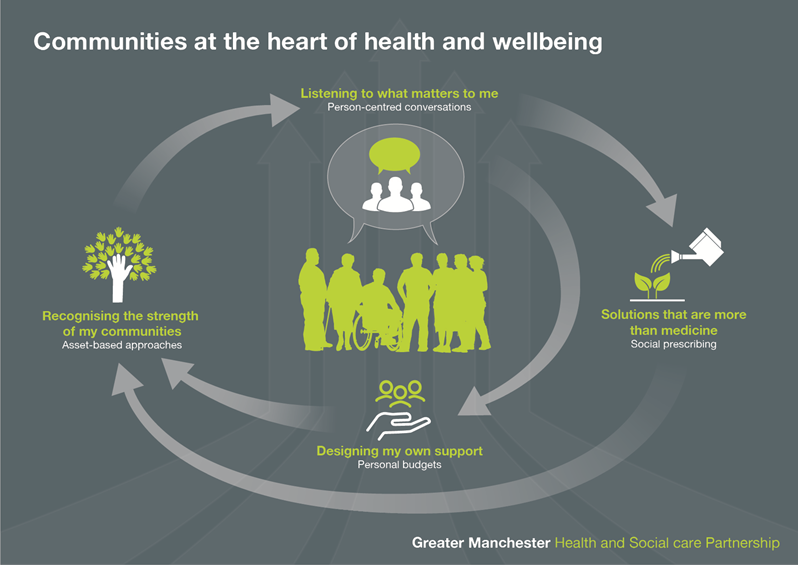 Communities at the heart of health and wellbeing
Listening to what matters to me
Person-centred conversations
Recognising the strength
of my communities
Asset-based approaches
Solutions that are more
than medicine
Social prescribing
Designing my own support
Personal budgets
Greater Manchester Health and Social care Partnership